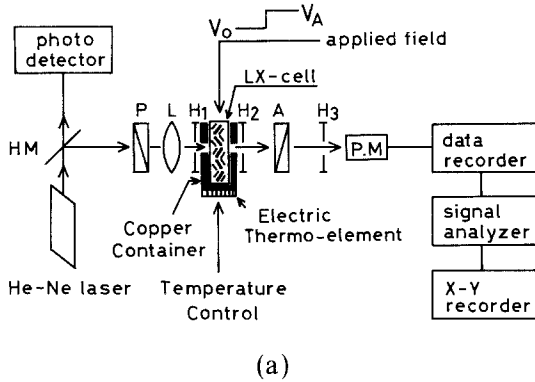 photo
detector
V₀
V_A
applied field
LX-cell
P
L
H₁
H₂
A
H₃
HM
P.M
data
recorder
Copper
Container
Electric
Thermo-element
signal
analyzer
He-Ne laser
Temperature
Control
X-Y
recorder
(a)